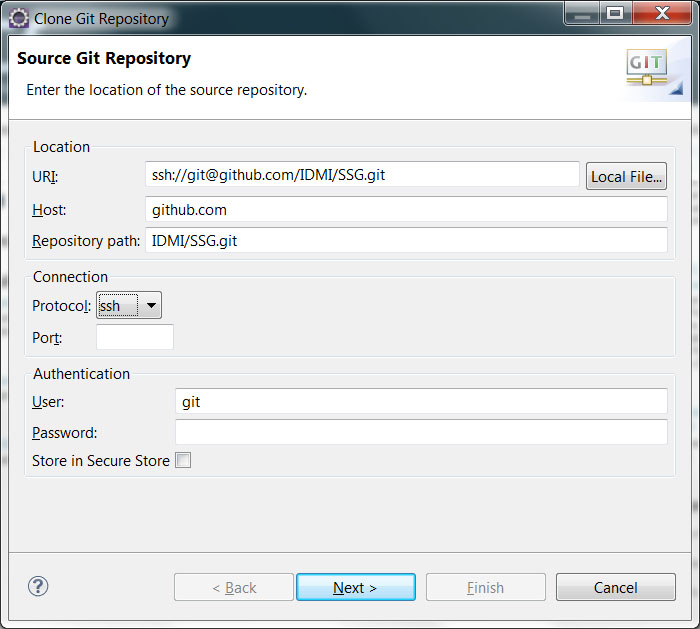 Clone Git Repository
Source Git Repository
GIT
Enter the location of the source repository.
Location
URI: ssh://git@github.com/IDMI/SSG.git Local File...
Host: github.com
Repository path: IDMI/SSG.git
Connection
Protocol: ssh
Port:
Authentication
User: git
Password:
Store in Secure Store
? < Back Next > Finish Cancel